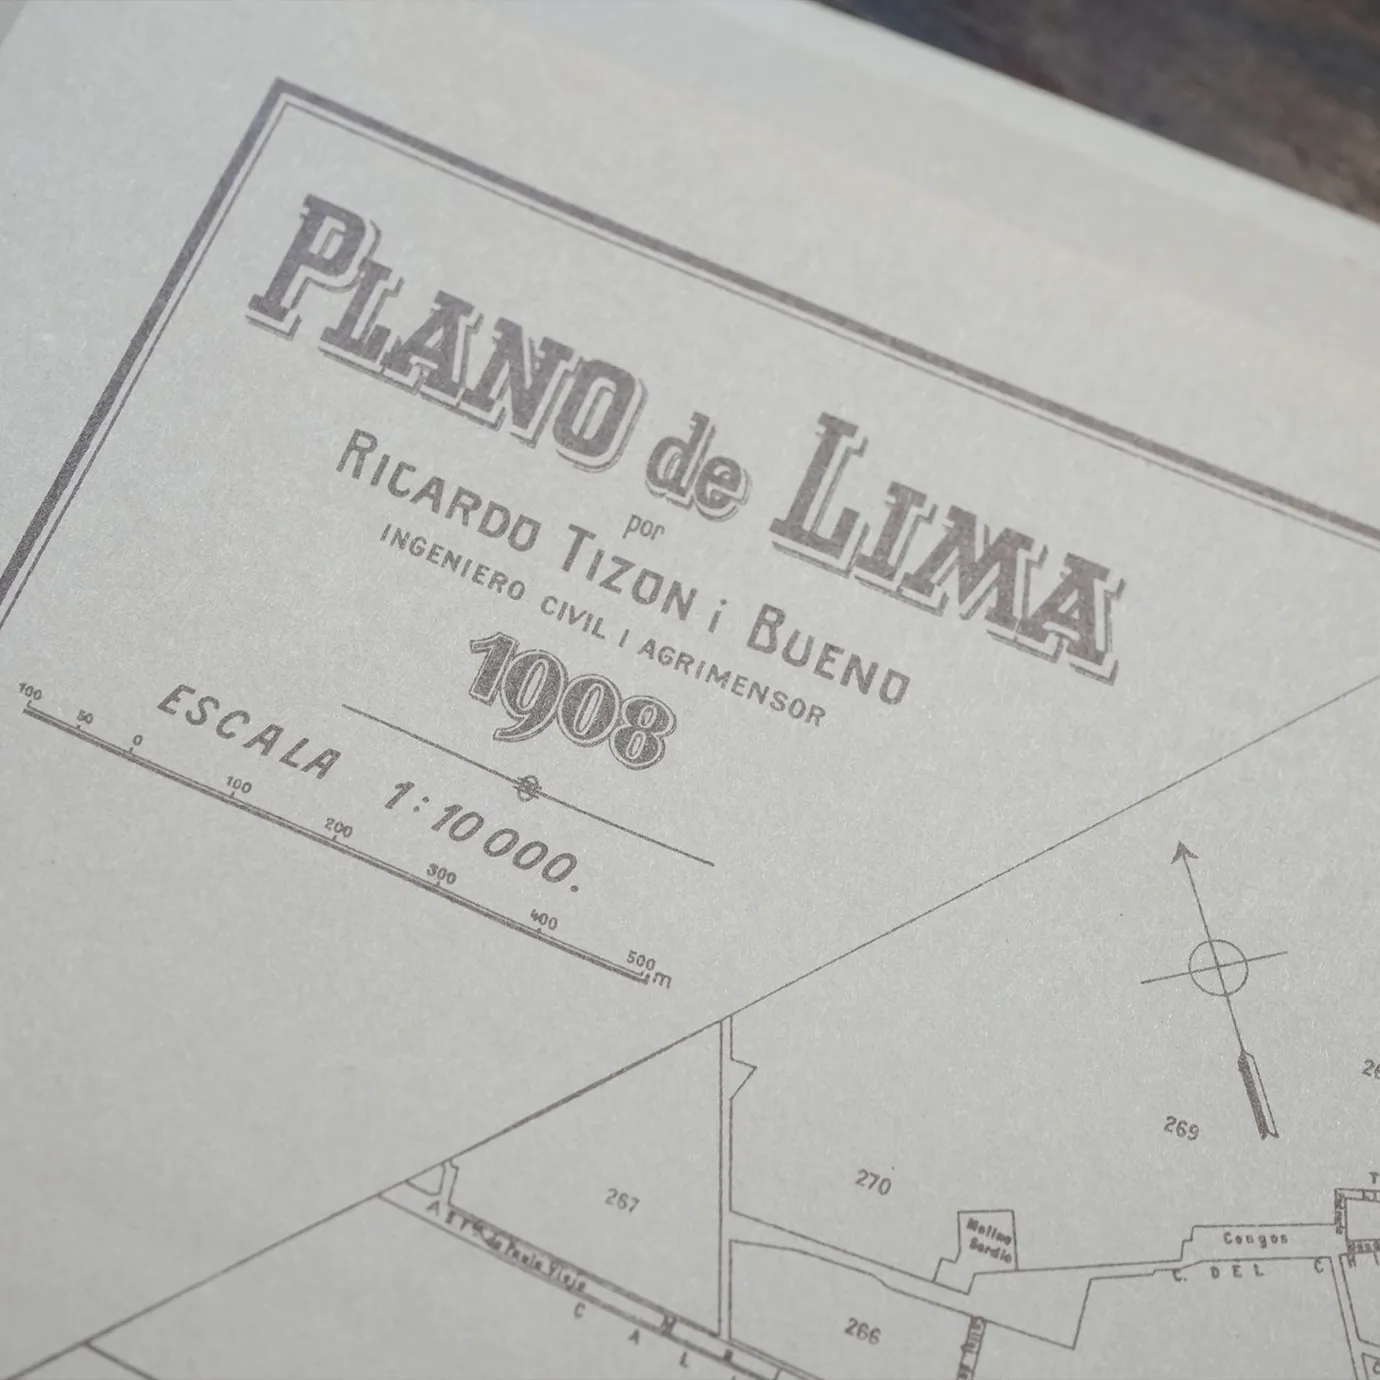 PLANO de LIMA
por
RICARDO TIZON i BUENO
INGENIERO CIVIL I AGRIMENSOR
1908
ESCALA 1:10000.
100 50 0 100 200 300 400 500 m
269
270
267
Molino
Congos
C. DEL C
266
C A L